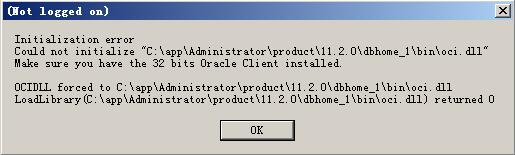 (Not logged on)
Initialization error
Could not initialize "C:\app\Administrator\product\11.2.0\dbhome_1\bin\oci.dll"
Make sure you have the 32 bits Oracle Client installed.
OCIDLL forced to C:\app\Administrator\product\11.2.0\dbhome_1\bin\oci.dll
LoadLibrary(C:\app\Administrator\product\11.2.0\dbhome_1\bin\oci.dll) returned 0
OK